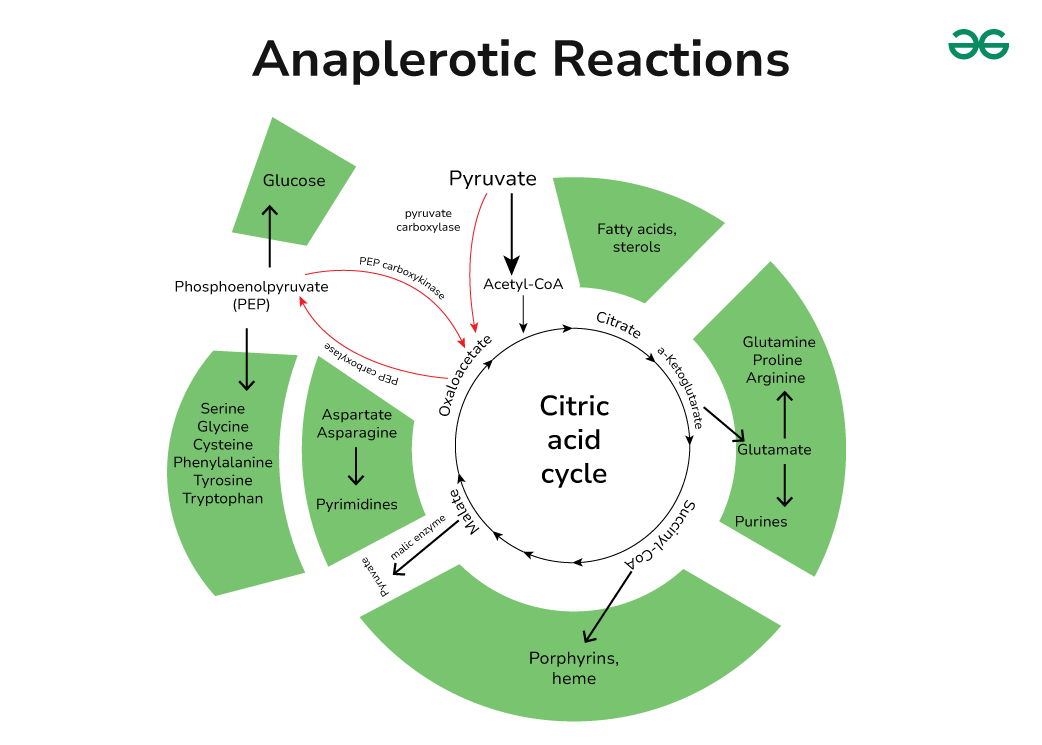 Anaplerotic Reactions
Glucose
Pyruvate
pyruvate
carboxylase
Fatty acids,
sterols
PEP carboxykinase
Phosphoenolpyruvate
(PEP)
Acetyl-CoA
PEP carboxylase
Oxaloacetate
Citrate
a-Ketoglutarate
Glutamine
Proline
Arginine
Glutamate
Purines
Citric
acid
cycle
Serine
Glycine
Cysteine
Phenylalanine
Tyrosine
Tryptophan
Aspartate
Asparagine
Pyrimidines
Malate
malic enzyme
Pyruvate
Succinyl-CoA
Porphyrins,
heme